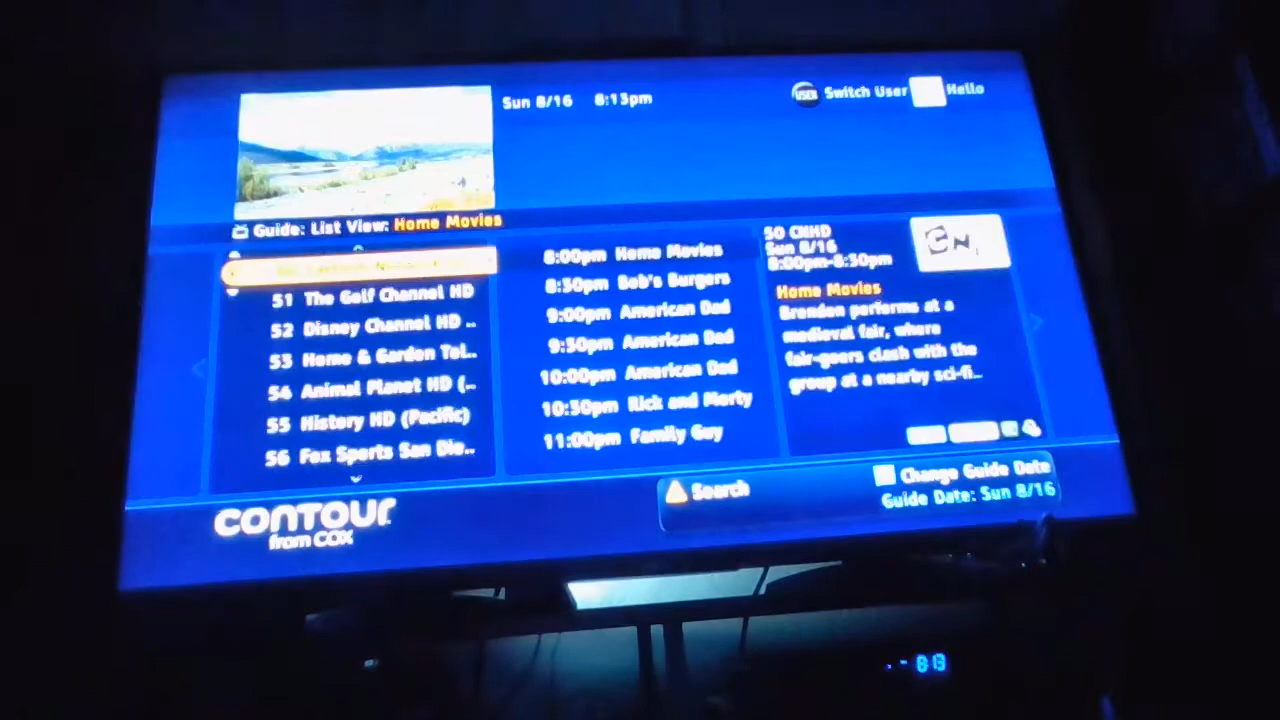 Sun 8/16 8:13pm
USER Switch User Hello
Guide: List View: Home Movies
51 The Golf Channel HD
52 Disney Channel HD ..
53 Home & Garden Tel..
54 Animal Planet HD (..
55 History HD (Pacific)
56 Fox Sports San Die..
8:00pm Home Movies
8:30pm Bob's Burgers
9:00pm American Dad
9:30pm American Dad
10:00pm American Dad
10:30pm Rick and Morty
11:00pm Family Guy
50 CNHD
Sun 8/16
8:00pm-8:30pm
CN
Home Movies
Brendon performs at a
medieval fair, where
fair-goers clash with the
group at a nearby sci-fi..
Search
Change Guide Date
Guide Date: Sun 8/16
contour
from COX
8:13